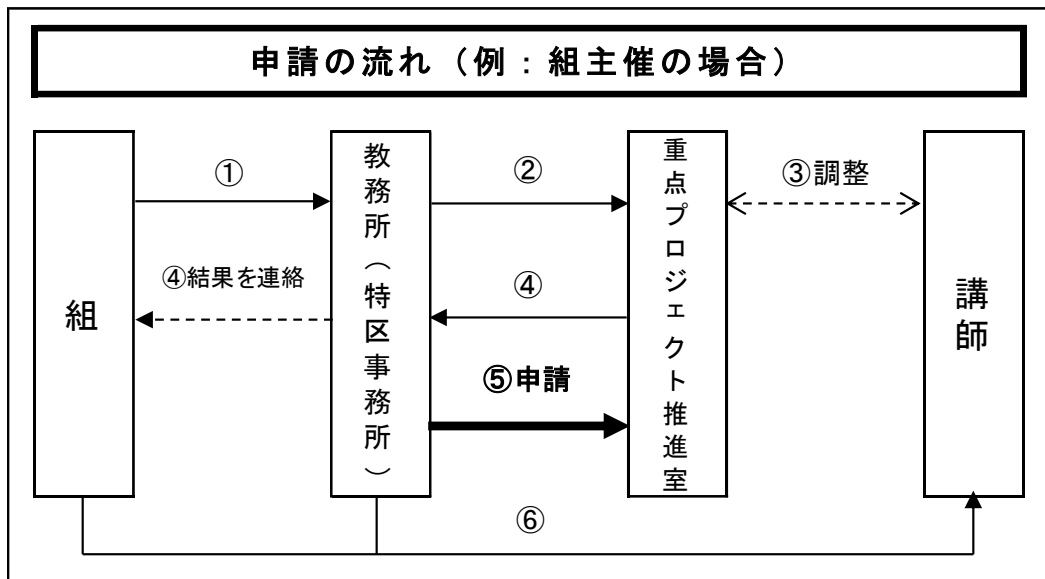 申請の流れ（例：組主催の場合）
組
①
④結果を連絡
教務所（特区事務所）
②
④
⑤申請
重点プロジェクト推進室
③調整
講師
⑥